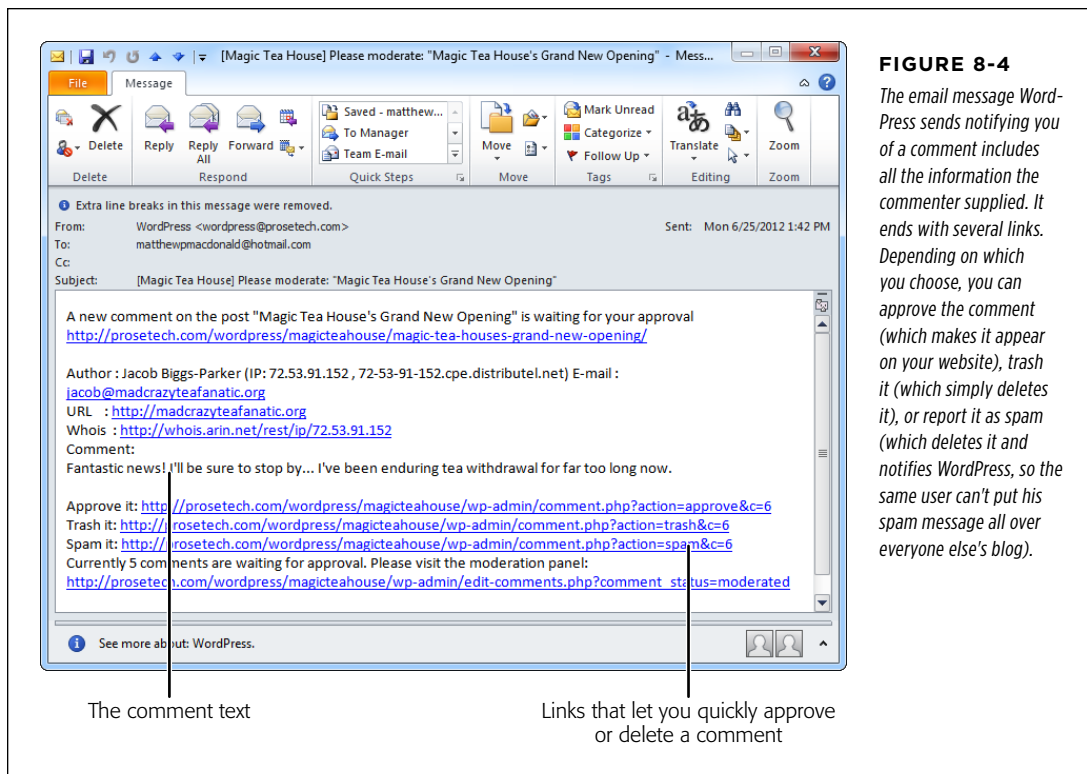 [Magic Tea House] Please moderate: "Magic Tea House's Grand New Opening" - Mess...
File
Message
Delete
Reply
Reply
All
Forward
Saved - matthew...
To Manager
Team E-mail
Move
Mark Unread
Categorize
Follow Up
Translate
Zoom
Delete
Respond
Quick Steps
Move
Tags
Editing
Zoom
Extra line breaks in this message were removed.
From: WordPress <wordpress@prosetech.com>
Sent: Mon 6/25/2012 1:42 PM
To: matthewpmacdonald@hotmail.com
Cc:
Subject: [Magic Tea House] Please moderate: "Magic Tea House's Grand New Opening"
A new comment on the post "Magic Tea House's Grand New Opening" is waiting for your approval
http://prosetech.com/wordpress/magicteahouse/magic-tea-houses-grand-new-opening/
Author : Jacob Biggs-Parker (IP: 72.53.91.152 , 72-53-91-152.cpe.distributel.net) E-mail :
jacob@madcrazyteafanatic.org
URL : http://madcrazyteafanatic.org
Whois : http://whois.arin.net/rest/ip/72.53.91.152
Comment:
Fantastic news! I'll be sure to stop by... I've been enduring tea withdrawal for far too long now.
Approve it: http://prosetech.com/wordpress/magicteahouse/wp-admin/comment.php?action=approve&c=6
Trash it: http://prosetech.com/wordpress/magicteahouse/wp-admin/comment.php?action=trash&c=6
Spam it: http://prosetech.com/wordpress/magicteahouse/wp-admin/comment.php?action=spam&c=6
Currently 5 comments are waiting for approval. Please visit the moderation panel:
http://prosetech.com/wordpress/magicteahouse/wp-admin/edit-comments.php?comment_status=moderated
See more about: WordPress.
The comment text
Links that let you quickly approve
or delete a comment
FIGURE 8-4
The email message Word-
Press sends notifying you
of a comment includes
all the information the
commenter supplied. It
ends with several links.
Depending on which
you choose, you can
approve the comment
(which makes it appear
on your website), trash
it (which simply deletes
it), or report it as spam
(which deletes it and
notifies WordPress, so the
same user can't put his
spam message all over
everyone else's blog).